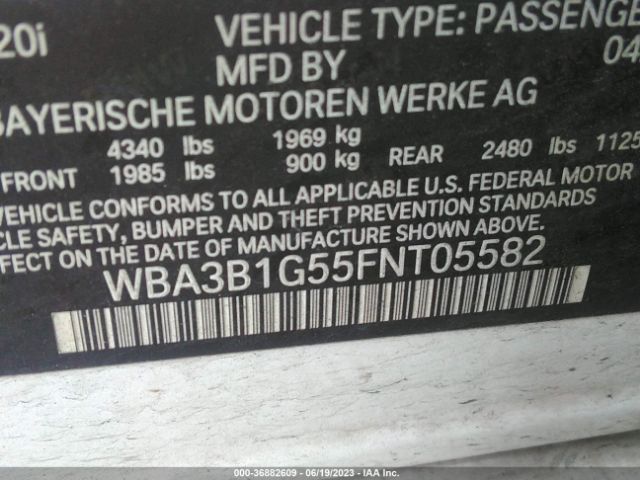 20i VEHICLE TYPE: PASSENGE
MFD BY 04
BAYERISCHE MOTOREN WERKE AG
4340 lbs 1969 kg
FRONT 1985 lbs 900 kg REAR 2480 lbs 1125
VEHICLE CONFORMS TO ALL APPLICABLE U.S. FEDERAL MOTOR
CLE SAFETY, BUMPER AND THEFT PREVENTION STANDARDS
FFECT ON THE DATE OF MANUFACTURE SHOWN ABOVE.
WBA3B1G55FNT05582
000-36882609 - 06/19/2023 - IAA Inc.